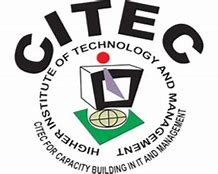 CITEC
HIGHER INSTITUTE OF TECHNOLOGY AND MANAGEMENT
CITEC FOR CAPACITY BUILDING IN IT AND MANAGEMENT